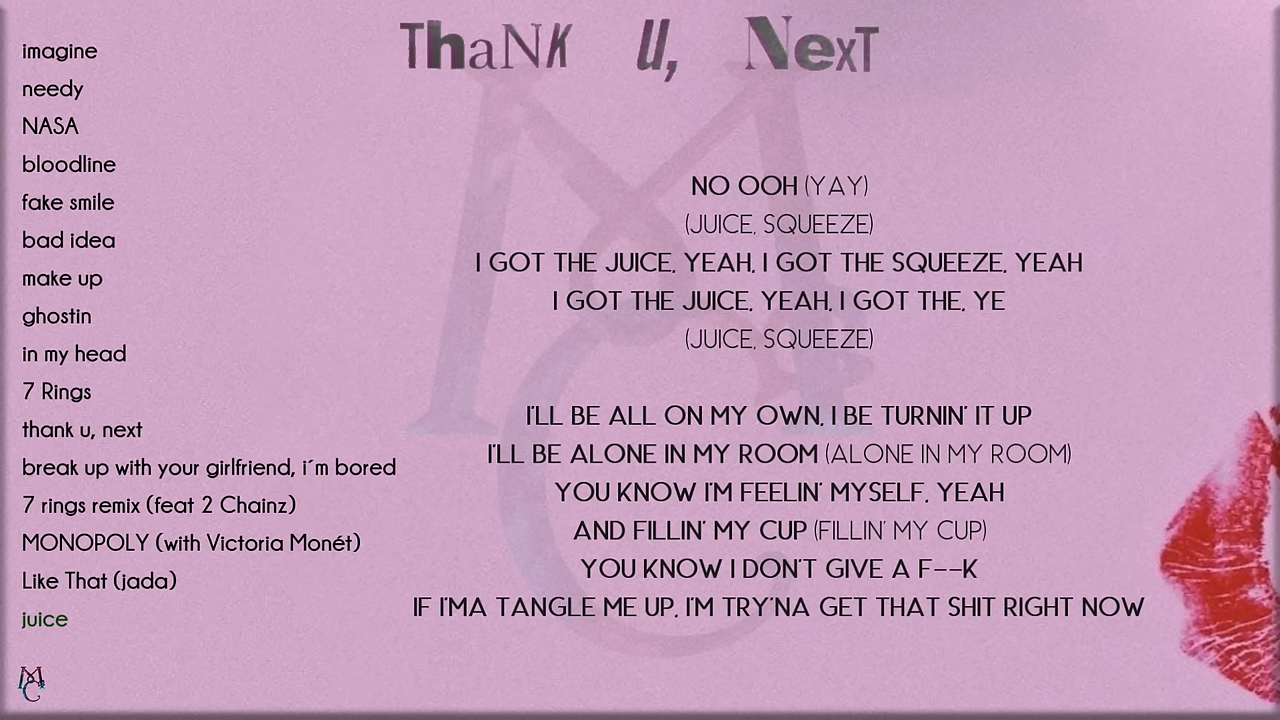 Thank U, Next
imagine
needy
NASA
bloodline
fake smile
bad idea
make up
ghostin
in my head
7 Rings
thank u, next
break up with your girlfriend, i´m bored
7 rings remix (feat 2 Chainz)
MONOPOLY (with Victoria Monét)
Like That (jada)
juice
NO OOH (YAY)
(JUICE, SQUEEZE)
I GOT THE JUICE, YEAH, I GOT THE SQUEEZE, YEAH
I GOT THE JUICE, YEAH, I GOT THE, YE
(JUICE, SQUEEZE)
I'LL BE ALL ON MY OWN, I BE TURNIN' IT UP
I'LL BE ALONE IN MY ROOM (ALONE IN MY ROOM)
YOU KNOW I'M FEELIN' MYSELF, YEAH
AND FILLIN' MY CUP (FILLIN' MY CUP)
YOU KNOW I DON'T GIVE A F--K
IF I'MA TANGLE ME UP, I'M TRY'NA GET THAT SHIT RIGHT NOW
MC
MC